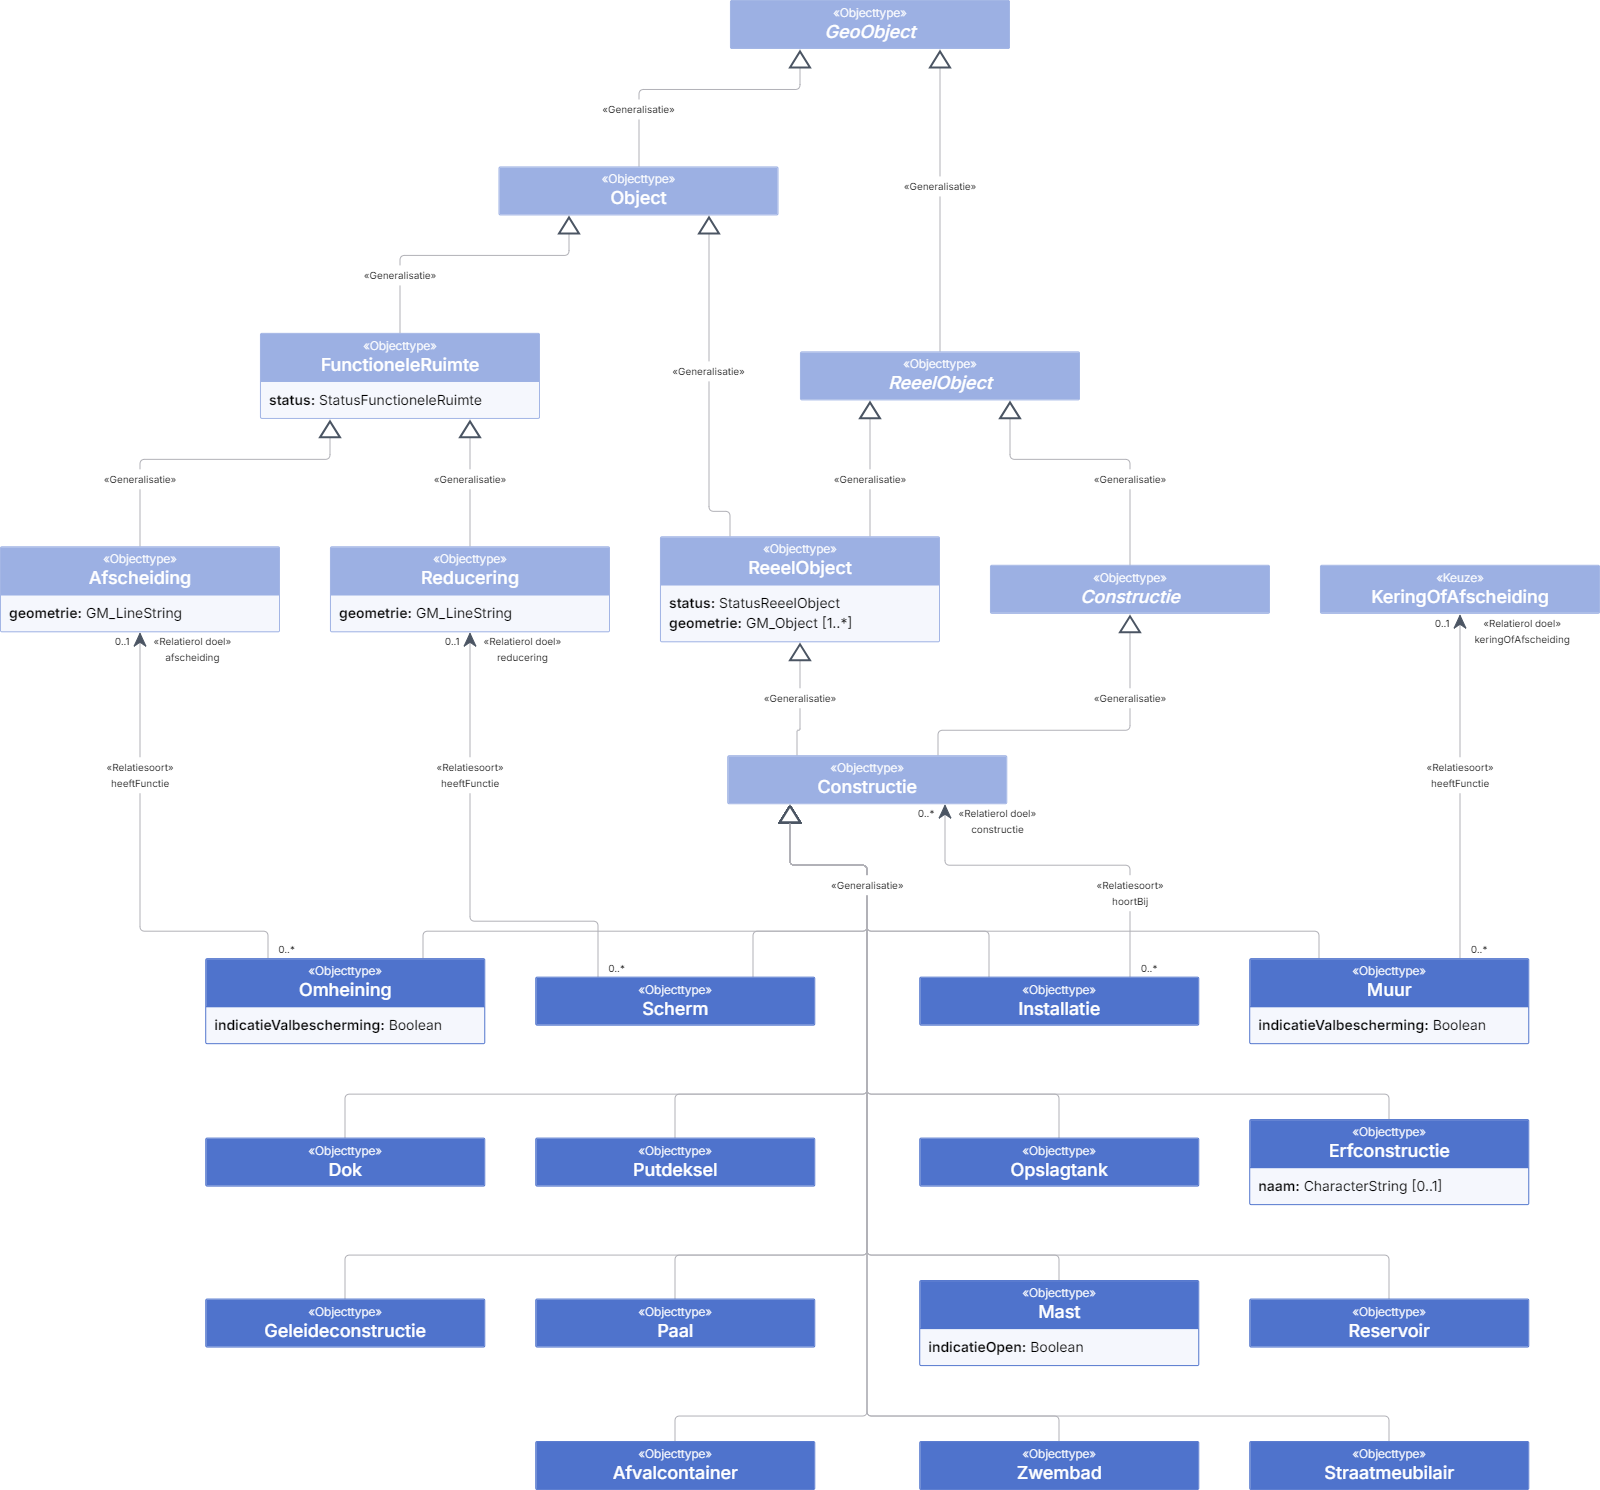 «Objecttype»
GeoObject
«Generalisatie»
«Generalisatie»
«Objecttype»
Object
«Generalisatie»
«Generalisatie»
«Objecttype»
FunctioneleRuimte
status: StatusFunctioneleRuimte
«Objecttype»
ReeelObject
«Generalisatie»
«Generalisatie»
«Generalisatie»
«Generalisatie»
«Objecttype»
Afscheiding
geometrie: GM_LineString
0..1 «Relatierol doel»
afscheiding
«Objecttype»
Reducering
geometrie: GM_LineString
0..1 «Relatierol doel»
reducering
«Objecttype»
ReeelObject
status: StatusReeelObject
geometrie: GM_Object [1..*]
«Objecttype»
Constructie
«Keuze»
KeringOfAfscheiding
0..1 «Relatierol doel»
keringOfAfscheiding
«Generalisatie»
«Generalisatie»
«Relatiesoort»
heeftFunctie
«Relatiesoort»
heeftFunctie
«Objecttype»
Constructie
«Relatiesoort»
heeftFunctie
0..* «Relatierol doel»
constructie
«Generalisatie»
«Relatiesoort»
hoortBij
0..*
0..*
0..*
0..*
«Objecttype»
Omheining
indicatieValbescherming: Boolean
«Objecttype»
Scherm
«Objecttype»
Installatie
«Objecttype»
Muur
indicatieValbescherming: Boolean
«Objecttype»
Dok
«Objecttype»
Putdeksel
«Objecttype»
Opslagtank
«Objecttype»
Erfconstructie
naam: CharacterString [0..1]
«Objecttype»
Geleideconstructie
«Objecttype»
Paal
«Objecttype»
Mast
indicatieOpen: Boolean
«Objecttype»
Reservoir
«Objecttype»
Afvalcontainer
«Objecttype»
Zwembad
«Objecttype»
Straatmeubilair